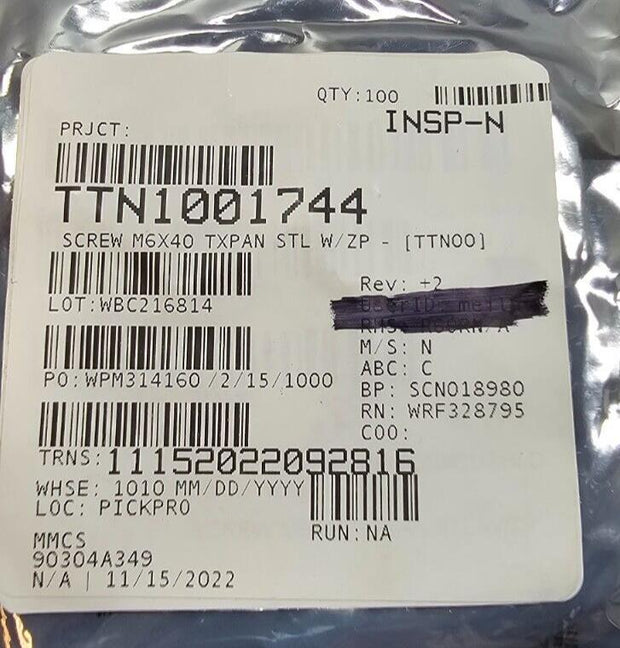 QTY:100
INSP-N
PRJCT:
TTN1001744
SCREW M6X40 TXPAN STL W/ZP - [TTN00]
Rev: +2
LOT:WBC216814
M/S: N
ABC: C
PO:WPM314160 /2/15/1000
BP: SCN018980
RN: WRF328795
COO:
TRNS:11152022092816
WHSE: 1010 MM/DD/YYYY
LOC: PICKPRO
RUN:NA
MMCS
90304A349
N/A | 11/15/2022